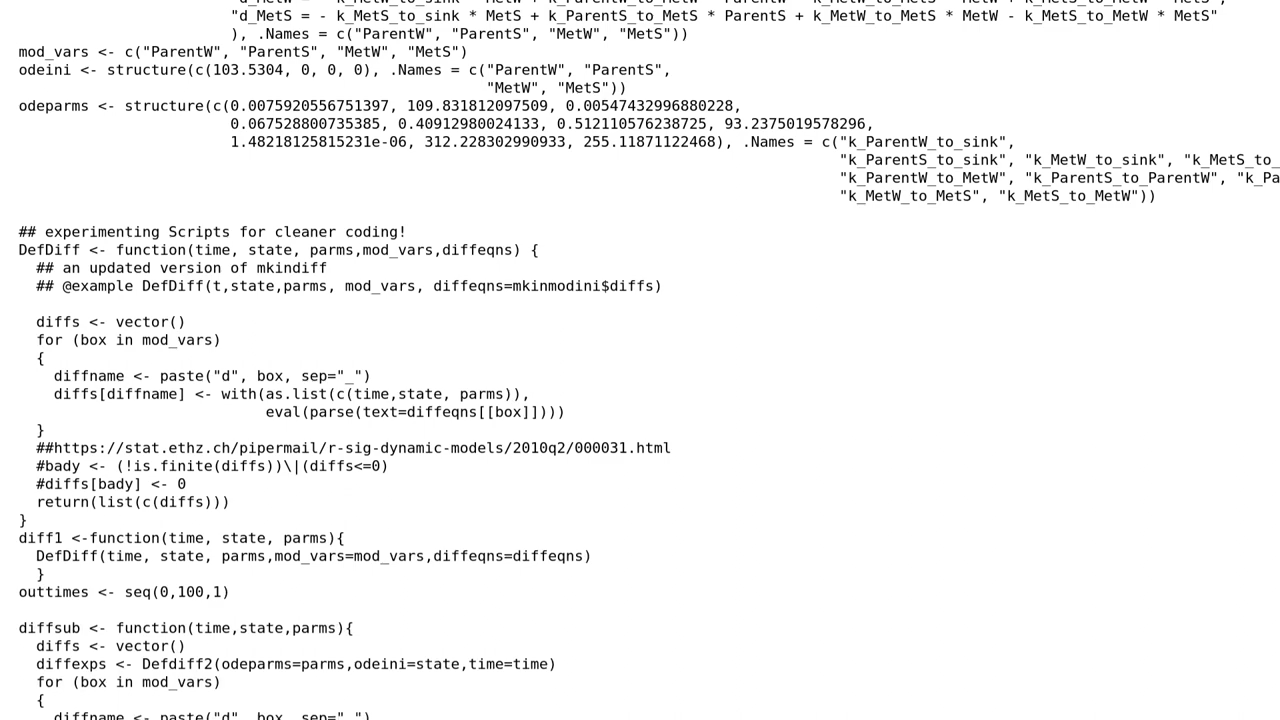 "d_MetS = - k_MetS_to_sink * MetS + k_ParentS_to_MetS * ParentS + k_MetW_to_MetS * MetW - k_MetS_to_MetW * MetS"
), .Names = c("ParentW", "ParentS", "MetW", "MetS"))
mod_vars <- c("ParentW", "ParentS", "MetW", "MetS")
odeini <- structure(c(103.5304, 0, 0, 0), .Names = c("ParentW", "ParentS",
"MetW", "MetS"))
odeparms <- structure(c(0.0075920556751397, 109.831812097509, 0.00547432996880228,
0.067528800735385, 0.40912980024133, 0.512110576238725, 93.2375019578296,
1.48218125815231e-06, 312.228302990933, 255.11871122468), .Names = c("k_ParentW_to_sink",
"k_ParentS_to_sink", "k_MetW_to_sink", "k_MetS_to_
"k_ParentW_to_MetW", "k_ParentS_to_ParentW", "k_Pa
"k_MetW_to_MetS", "k_MetS_to_MetW"))
## experimenting Scripts for cleaner coding!
DefDiff <- function(time, state, parms,mod_vars,diffeqns) {
## an updated version of mkindiff
## @example DefDiff(t,state,parms, mod_vars, diffeqns=mkinmodini$diffs)
diffs <- vector()
for (box in mod_vars)
{
diffname <- paste("d", box, sep="_")
diffs[diffname] <- with(as.list(c(time,state, parms)),
eval(parse(text=diffeqns[[box]])))
}
##https://stat.ethz.ch/pipermail/r-sig-dynamic-models/2010q2/000031.html
#bady <- (!is.finite(diffs))\|(diffs<=0)
#diffs[bady] <- 0
return(list(c(diffs)))
}
diff1 <-function(time, state, parms){
DefDiff(time, state, parms,mod_vars=mod_vars,diffeqns=diffeqns)
}
outtimes <- seq(0,100,1)
diffsub <- function(time,state,parms){
diffs <- vector()
diffexps <- Defdiff2(odeparms=parms,odeini=state,time=time)
for (box in mod_vars)
{
diffname <- paste("d", box, sep="_")